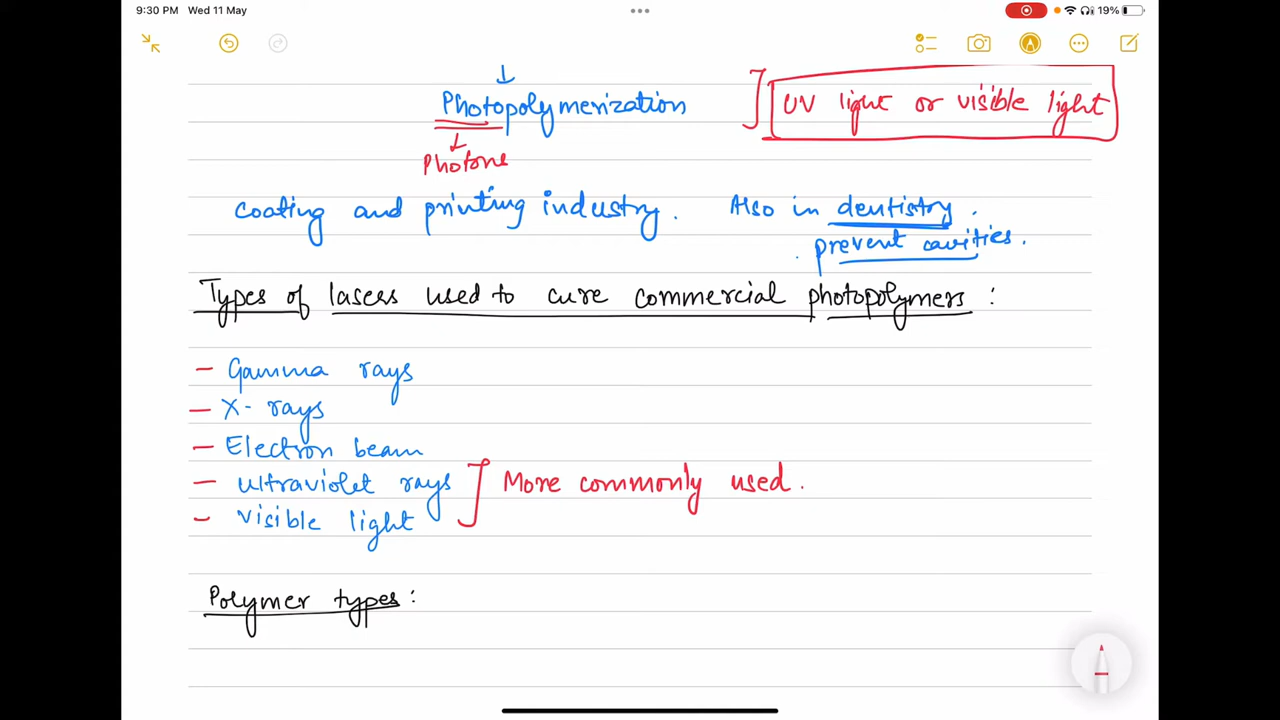 9:30 PM Wed 11 May 19%
Photopolymerization UV light or visible light
Photons
coating and printing industry. Also in dentistry.
prevent cavities.
Types of lasers used to cure commercial photopolymers :
- Gamma rays
- X-rays
- Electron beam
- Ultraviolet rays More commonly used.
- visible light
Polymer types: